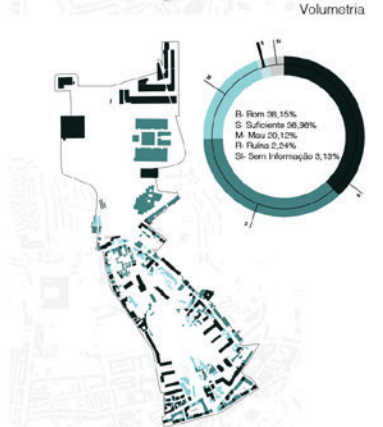 Volumetria
B- Bom 38,15%
S- Suficiente 36,36%
M- Mau 20,12%
R- Ruína 2,24%
SI- Sem Informação 3,13%
M